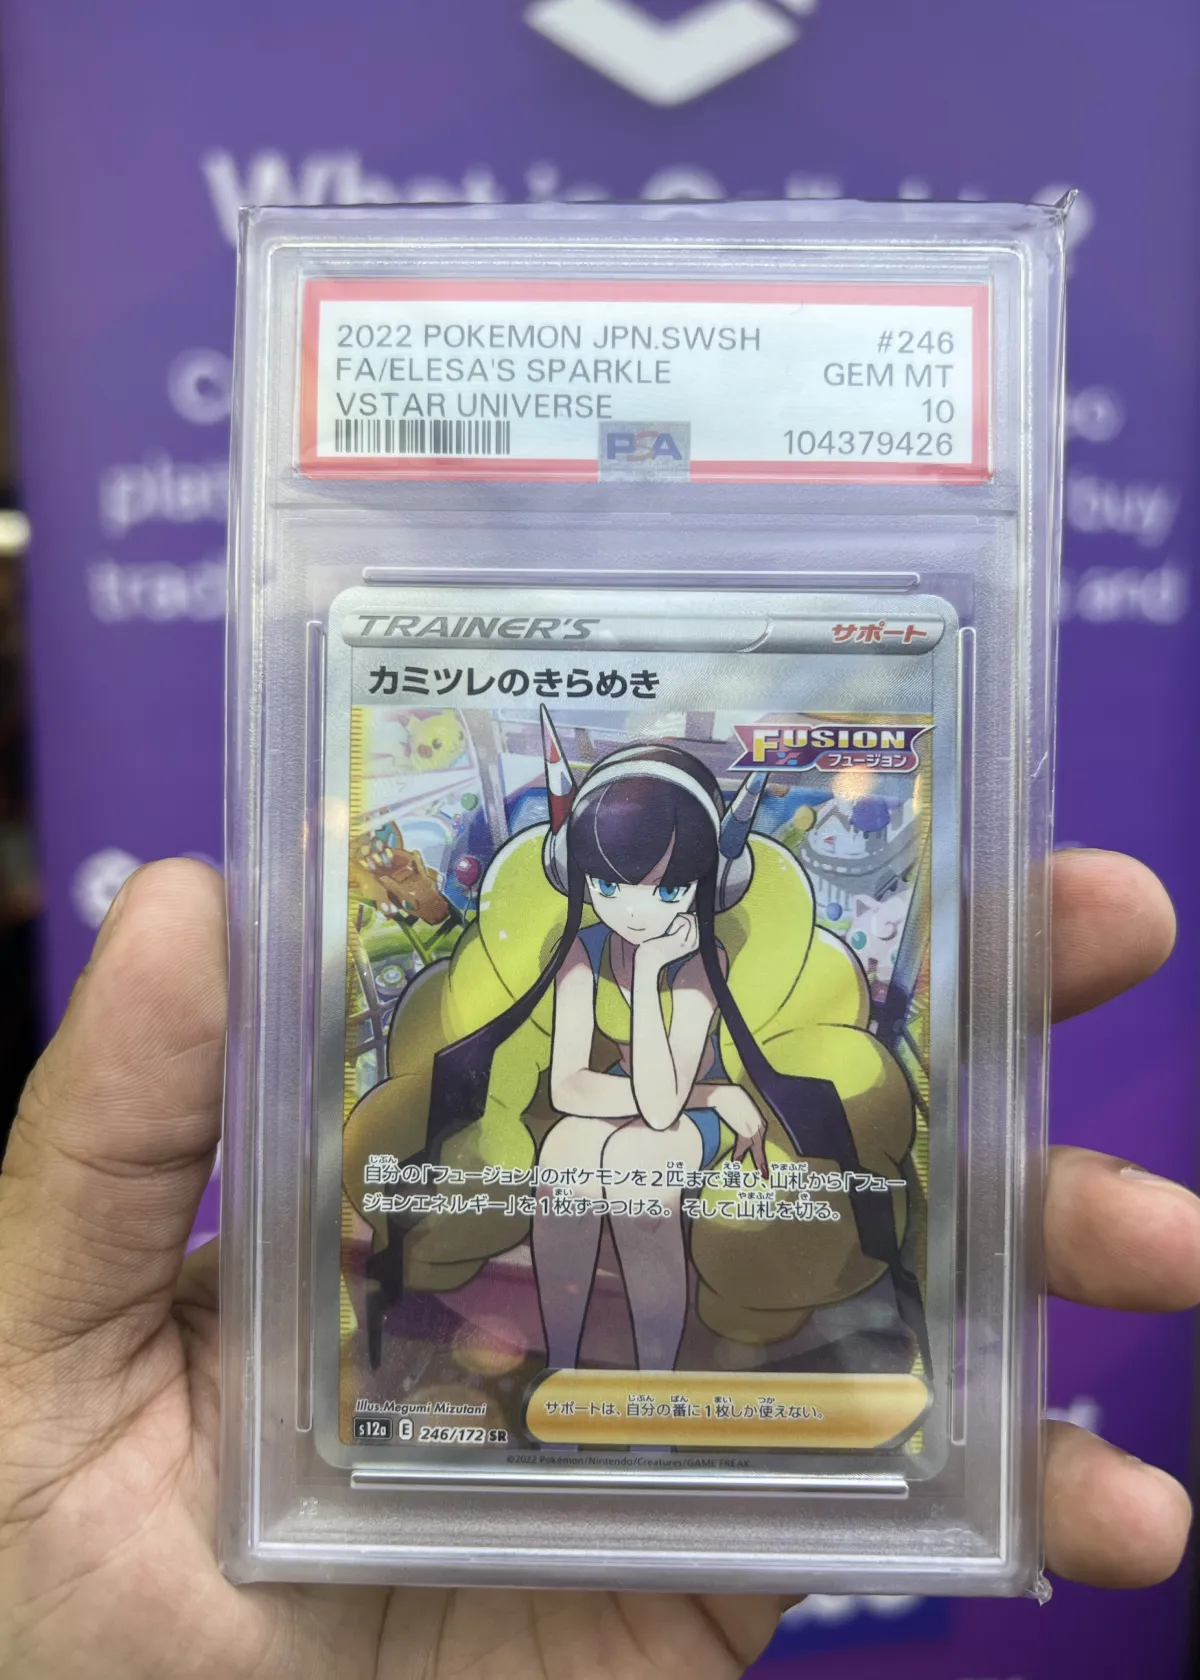 What is
plat
buy
trad
and
2022 POKEMON JPN.SWSH #246
FA/ELESA'S SPARKLE GEM MT
VSTAR UNIVERSE 10
PSA 104379426
TRAINER'S サポート
カミツレのきらめき
FUSION
フュージョン
自分の「フュージョン」のポケモンを2匹まで選び、山札から「フュー
ジョンエネルギー」を1枚ずつつける。そして山札を切る。
Illus. Megumi Mizutani
サポートは、自分の番に1枚しか使えない。
s12a E 246/172 SR
©2022 Pokémon/Nintendo/Creatures/GAME FREAK